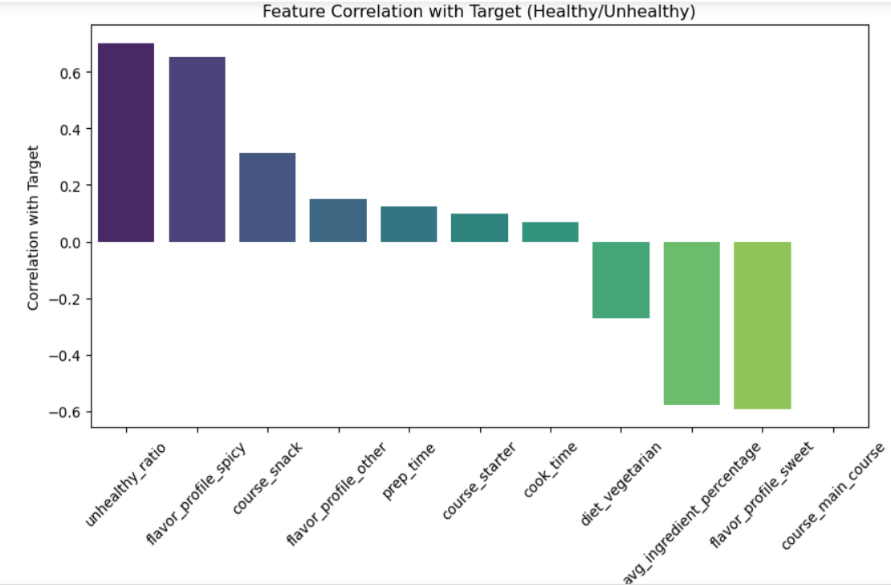 Feature Correlation with Target (Healthy/Unhealthy)
Correlation with Target
0.6
0.4
0.2
0.0
−0.2
−0.4
−0.6
unhealthy_ratio
flavor_profile_spicy
course_snack
flavor_profile_other
prep_time
course_starter
cook_time
diet_vegetarian
avg_ingredient_percentage
flavor_profile_sweet
course_main_course